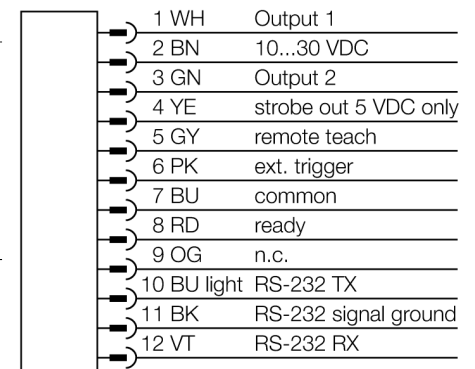 1 WH Output 1
2 BN 10...30 VDC
3 GN Output 2
4 YE strobe out 5 VDC only
5 GY remote teach
6 PK ext. trigger
7 BU common
8 RD ready
9 OG n.c.
10 BU light RS-232 TX
11 BK RS-232 signal ground
12 VT RS-232 RX